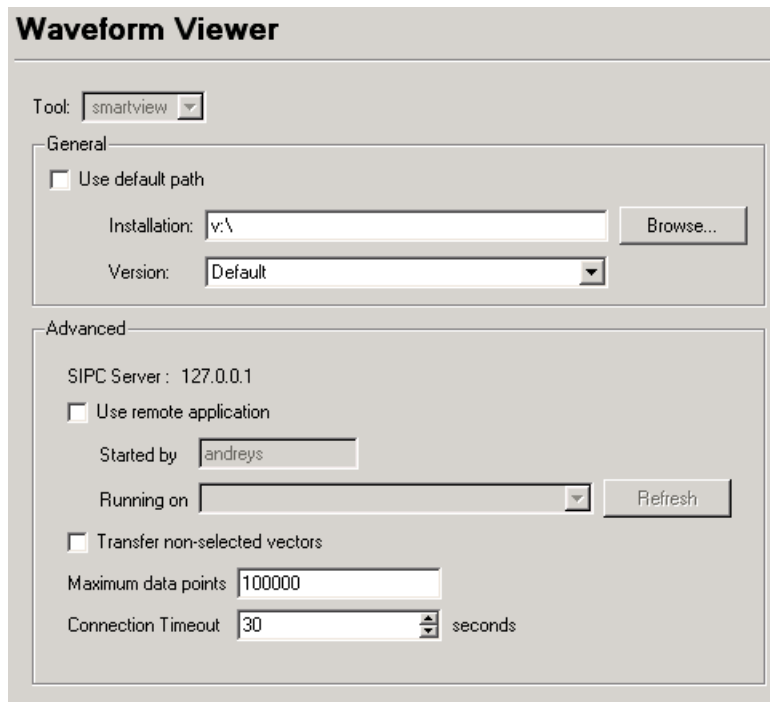 Waveform Viewer
Tool: smartview
General
Use default path
Installation: v:\ Browse...
Version: Default
Advanced
SIPC Server : 127.0.0.1
Use remote application
Started by andreys
Running on Refresh
Transfer non-selected vectors
Maximum data points 100000
Connection Timeout 30 seconds